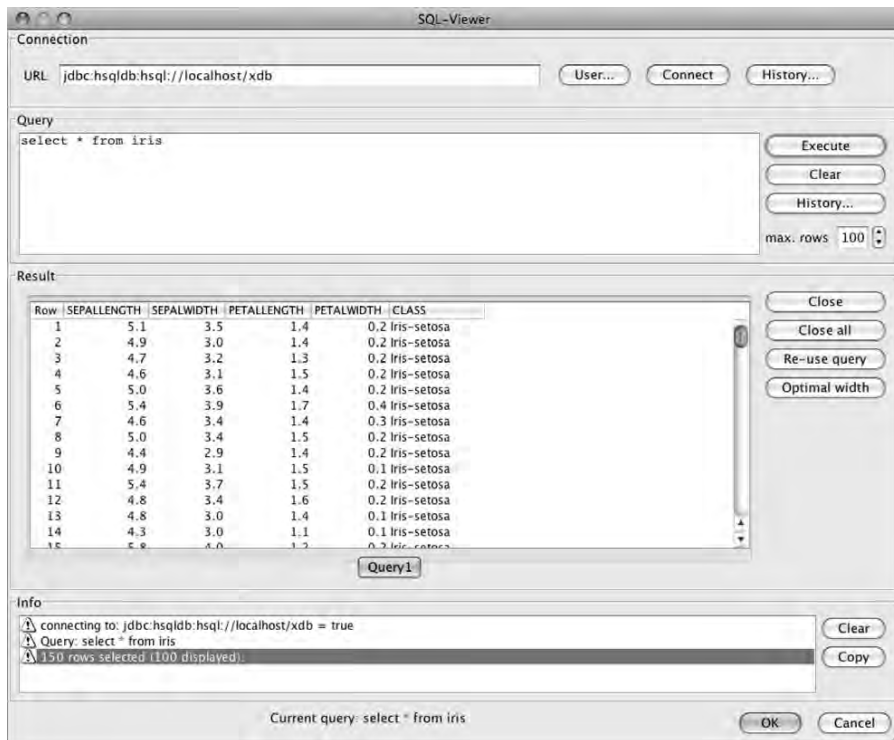 SQL-Viewer
Connection
URL jdbc:hsqldb:hsql://localhost/xdb User... Connect History...
Query
select * from iris
Execute
Clear
History...
max. rows 100
Result
Row SEPALLENGTH SEPALWIDTH PETALLENGTH PETALWIDTH CLASS
1 5.1 3.5 1.4 0.2 Iris-setosa
2 4.9 3.0 1.4 0.2 Iris-setosa
3 4.7 3.2 1.3 0.2 Iris-setosa
4 4.6 3.1 1.5 0.2 Iris-setosa
5 5.0 3.6 1.4 0.2 Iris-setosa
6 5.4 3.9 1.7 0.4 Iris-setosa
7 4.6 3.4 1.4 0.3 Iris-setosa
8 5.0 3.4 1.5 0.2 Iris-setosa
9 4.4 2.9 1.4 0.2 Iris-setosa
10 4.9 3.1 1.5 0.1 Iris-setosa
11 5.4 3.7 1.5 0.2 Iris-setosa
12 4.8 3.4 1.6 0.2 Iris-setosa
13 4.8 3.0 1.4 0.1 Iris-setosa
14 4.3 3.0 1.1 0.1 Iris-setosa
Close
Close all
Re-use query
Optimal width
Query1
Info
connecting to: jdbc:hsqldb:hsql://localhost/xdb = true
Query: select * from iris
150 rows selected (100 displayed).
Clear
Copy
Current query: select * from iris
OK Cancel